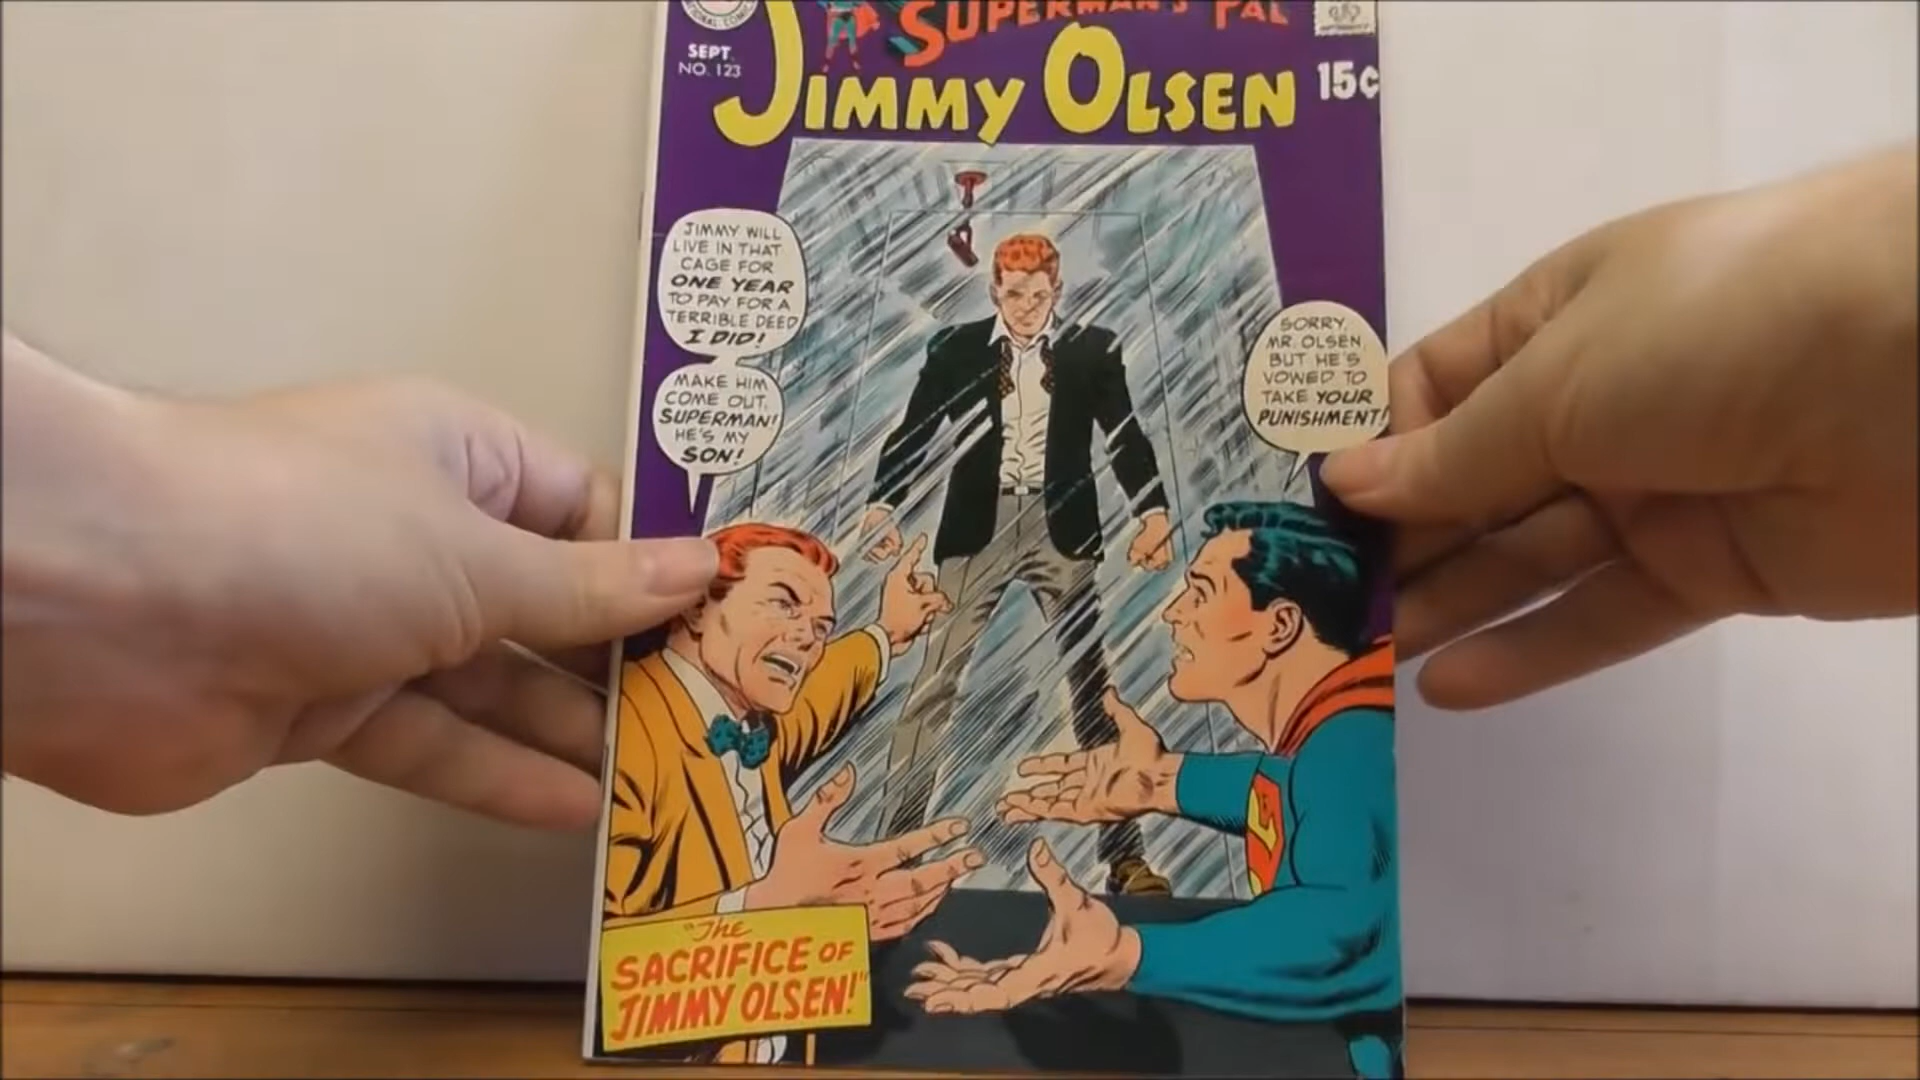 SUPERMAN'S PAL
JIMMY OLSEN
SEPT.
NO. 123
15¢
JIMMY WILL
LIVE IN THAT
CAGE FOR
ONE YEAR
TO PAY FOR A
TERRIBLE DEED
I DID!
MAKE HIM
COME OUT,
SUPERMAN!
HE'S MY
SON!
SORRY,
MR. OLSEN,
BUT HE'S
VOWED TO
TAKE YOUR
PUNISHMENT!
"The
SACRIFICE OF
JIMMY OLSEN!"